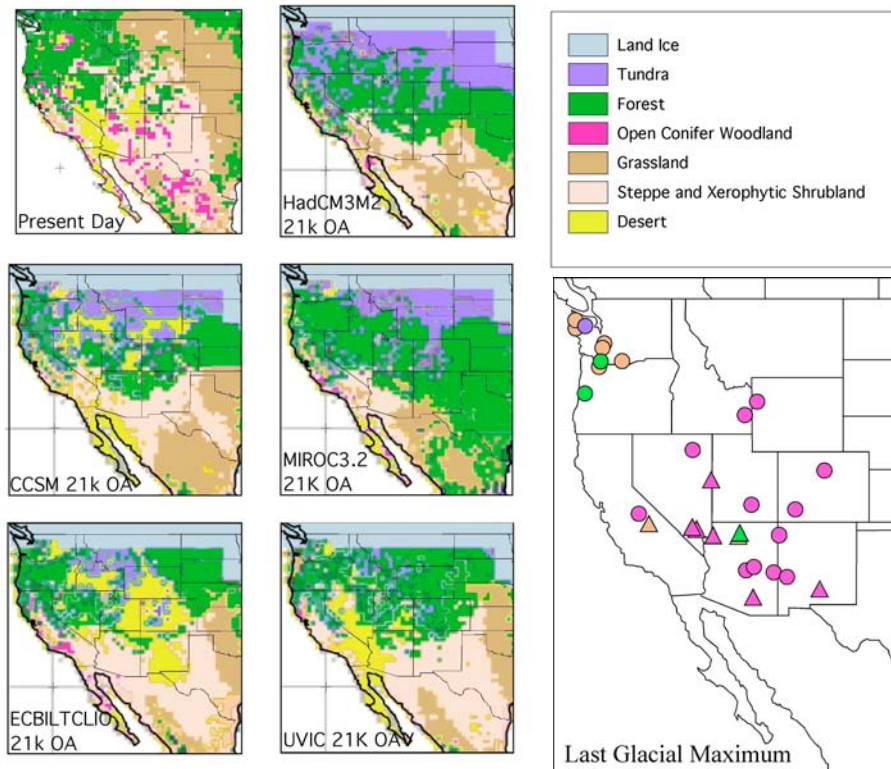 Present Day
HadCM3M2
21k OA
Land Ice
Tundra
Forest
Open Conifer Woodland
Grassland
Steppe and Xerophytic Shrubland
Desert
CCSM 21k OA
MIROC3.2
21K OA
ECBILTCLIO
21k OA
UVIC 21K OAV
Last Glacial Maximum